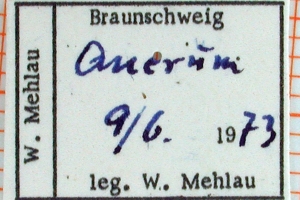 W. Mehlau
Braunschweig
Querum
9/6. 1973
leg. W. Mehlau